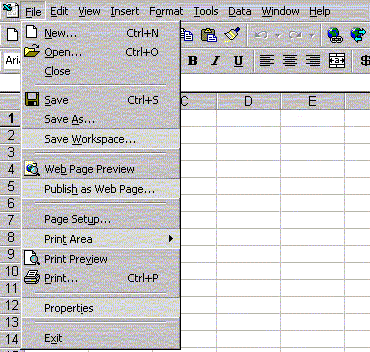 File Edit View Insert Format Tools Data Window Help
New... Ctrl+N
Open... Ctrl+O
Close
Save Ctrl+S
Save As...
Save Workspace...
Web Page Preview
Publish as Web Page...
Page Setup...
Print Area
Print Preview
Print... Ctrl+P
Properties
Exit
Ari
B I U $
C D E
1
2
3
4
5
6
7
8
9
10
11
12
13
14